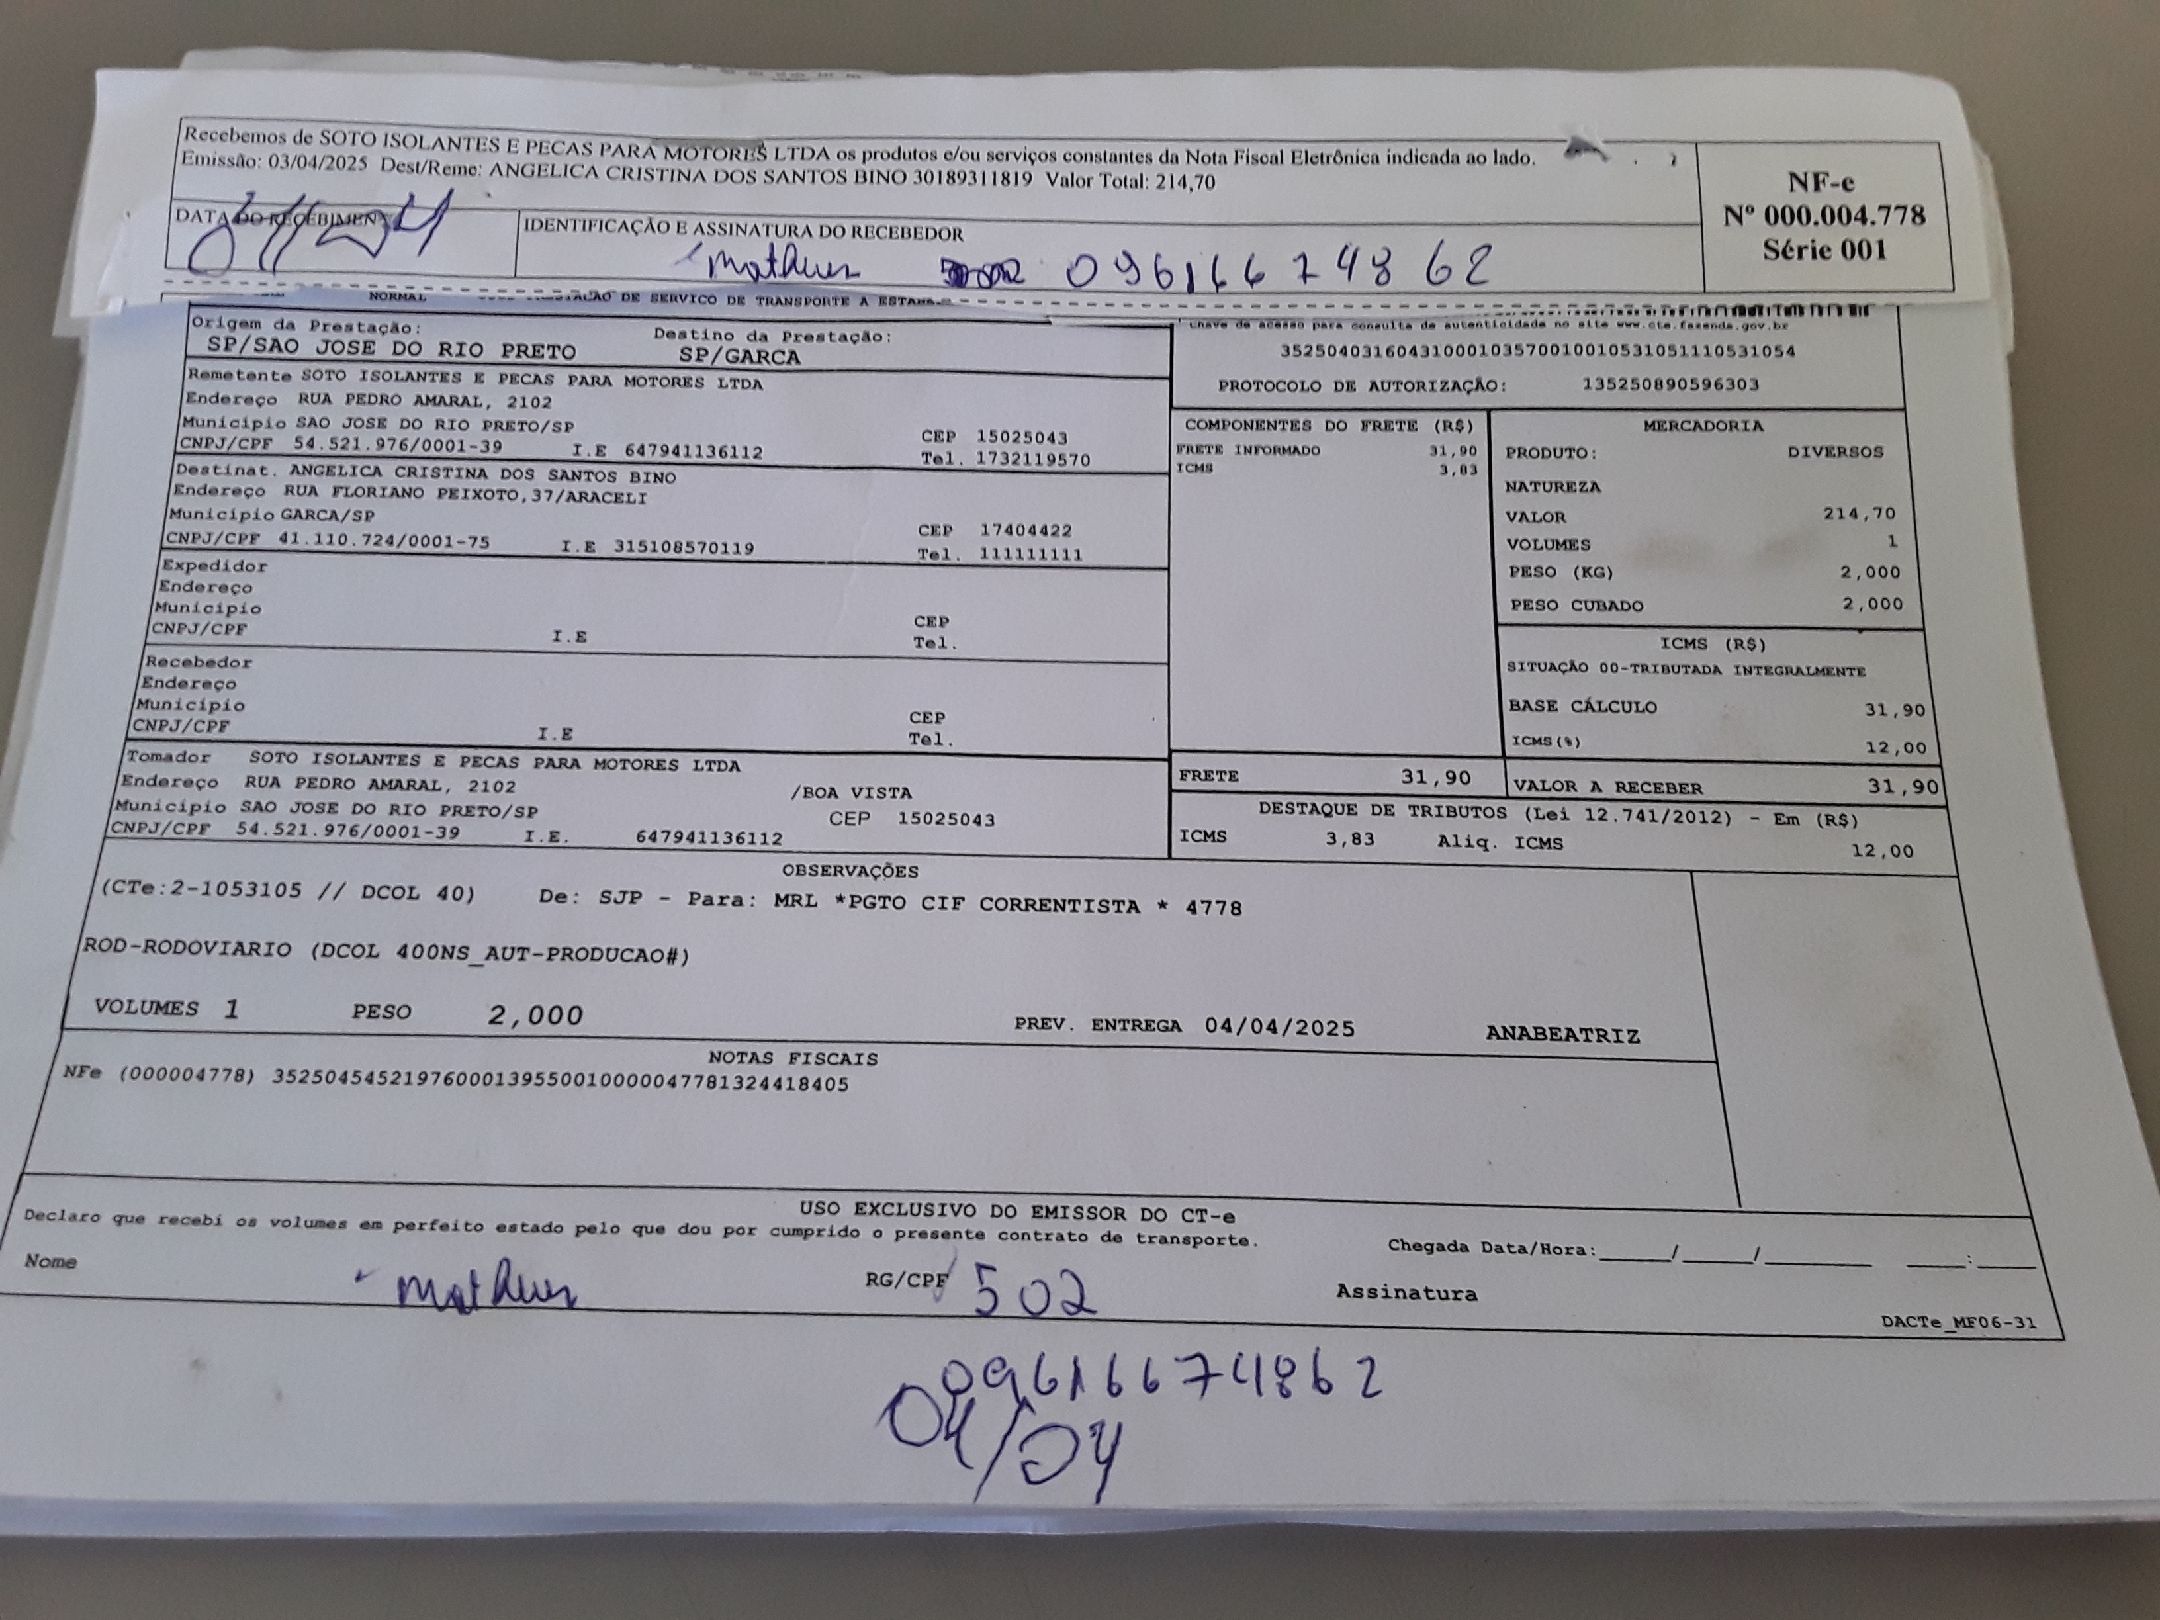 Recebemos de SOTO ISOLANTES E PECAS PARA MOTORES LTDA os produtos e/ou serviços constantes da Nota Fiscal Eletrônica indicada ao lado.
Emissão: 03/04/2025 Dest/Reme: ANGELICA CRISTINA DOS SANTOS BINO 30189311819 Valor Total: 214,70
NF-e
Nº 000.004.778
Série 001
DATA DO RECEBIMENT
IDENTIFICAÇÃO E ASSINATURA DO RECEBEDOR
Matheus 09616674862
NORMAL DE SERVICO DE TRANSPORTE A
Origem da Prestação: Destino da Prestação:
SP/SAO JOSE DO RIO PRETO SP/GARCA
Chave de acesso para consulta de autenticidade no site www.cte.fazenda.gov.br
35250403160431000103570010010531051110531054
PROTOCOLO DE AUTORIZAÇÃO: 135250890596303
Remetente SOTO ISOLANTES E PECAS PARA MOTORES LTDA
Endereço RUA PEDRO AMARAL, 2102
Municipio SAO JOSE DO RIO PRETO/SP CEP 15025043
CNPJ/CPF 54.521.976/0001-39 I.E 647941136112 Tel. 1732119570
Destinat. ANGELICA CRISTINA DOS SANTOS BINO
Endereço RUA FLORIANO PEIXOTO,37/ARACELI
Municipio GARCA/SP CEP 17404422
CNPJ/CPF 41.110.724/0001-75 I.E 315108570119 Tel. 111111111
Expedidor
Endereço
Municipio CEP
CNPJ/CPF I.E Tel.
Recebedor
Endereço
Municipio CEP
CNPJ/CPF I.E Tel.
Tomador SOTO ISOLANTES E PECAS PARA MOTORES LTDA
Endereço RUA PEDRO AMARAL, 2102 /BOA VISTA
Municipio SAO JOSE DO RIO PRETO/SP CEP 15025043
CNPJ/CPF 54.521.976/0001-39 I.E. 647941136112
COMPONENTES DO FRETE (R$)
FRETE INFORMADO 31,90
ICMS 3,83
MERCADORIA
PRODUTO: DIVERSOS
NATUREZA
VALOR 214,70
VOLUMES 1
PESO (KG) 2,000
PESO CUBADO 2,000
ICMS (R$)
SITUAÇÃO 00-TRIBUTADA INTEGRALMENTE
BASE CÁLCULO 31,90
ICMS(%) 12,00
FRETE 31,90 VALOR A RECEBER 31,90
DESTAQUE DE TRIBUTOS (Lei 12.741/2012) - Em (R$)
ICMS 3,83 Aliq. ICMS 12,00
OBSERVAÇÕES
(CTe:2-1053105 // DCOL 40) De: SJP - Para: MRL *PGTO CIF CORRENTISTA * 4778
ROD-RODOVIARIO (DCOL 400NS_AUT-PRODUCAO#)
VOLUMES 1 PESO 2,000 PREV. ENTREGA 04/04/2025 ANABEATRIZ
NOTAS FISCAIS
NFe (000004778) 35250454521976000139550010000047781324418405
USO EXCLUSIVO DO EMISSOR DO CT-e
Declaro que recebi os volumes em perfeito estado pelo que dou por cumprido o presente contrato de transporte.
Chegada Data/Hora:_____/_____/________ ____:____
Nome Matheus RG/CPF 502 Assinatura
DACTe_MF06-31
09616674862
04/04